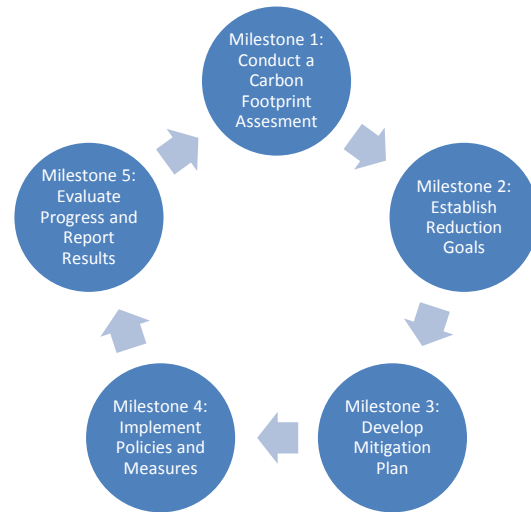 Milestone 1:
Conduct a
Carbon
Footprint
Assesment
Milestone 2:
Establish
Reduction
Goals
Milestone 3:
Develop
Mitigation
Plan
Milestone 4:
Implement
Policies and
Measures
Milestone 5:
Evaluate
Progress and
Report
Results